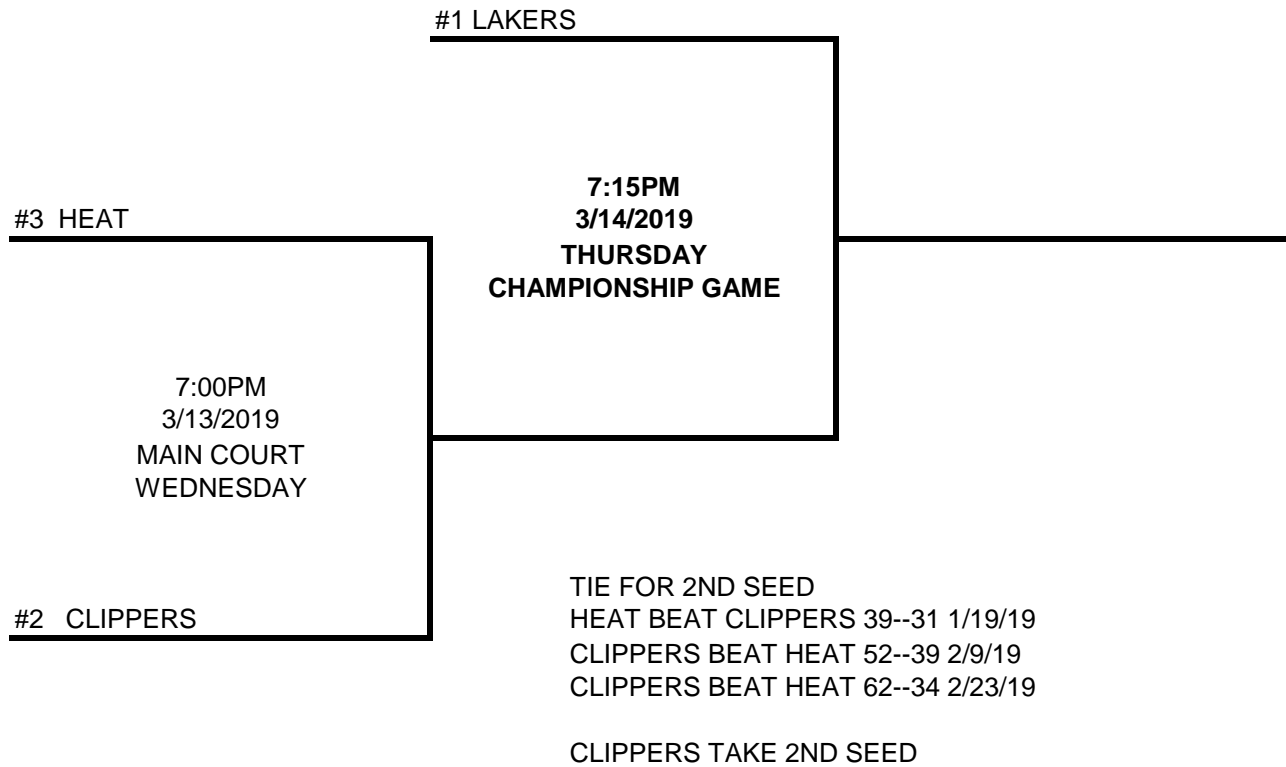 #1 LAKERS
7:15PM
3/14/2019
THURSDAY
CHAMPIONSHIP GAME
#3  HEAT
7:00PM
3/13/2019
MAIN COURT
WEDNESDAY
#2   CLIPPERS
TIE FOR 2ND SEED
HEAT BEAT CLIPPERS 39--31 1/19/19
CLIPPERS BEAT HEAT 52--39 2/9/19
CLIPPERS BEAT HEAT 62--34 2/23/19
CLIPPERS TAKE 2ND SEED